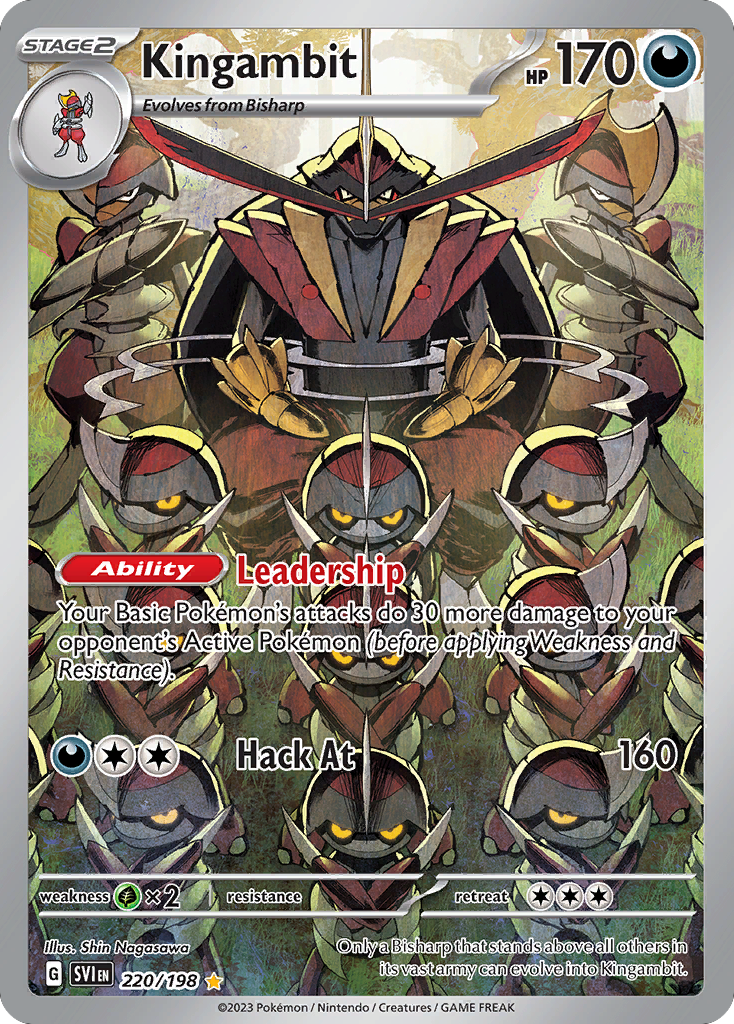 STAGE2
Kingambit
HP 170
Evolves from Bisharp
Ability Leadership
Your Basic Pokémon's attacks do 30 more damage to your
opponent's Active Pokémon (before applying Weakness and
Resistance).
Hack At 160
weakness ×2 resistance retreat
Illus. Shin Nagasawa
Only a Bisharp that stands above all others in
its vast army can evolve into Kingambit.
G SVI EN 220/198
©2023 Pokémon / Nintendo / Creatures / GAME FREAK